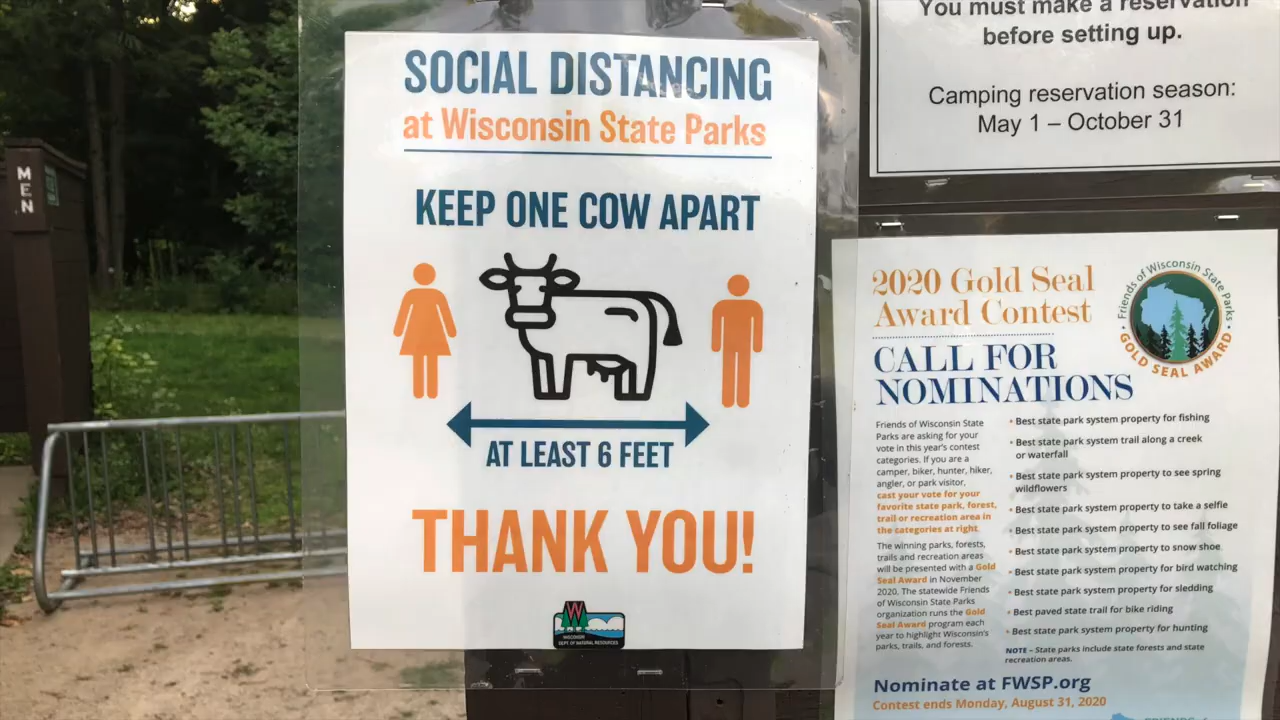 MEN
SOCIAL DISTANCING
at Wisconsin State Parks
KEEP ONE COW APART
AT LEAST 6 FEET
THANK YOU!
W
WISCONSIN
DEPT. OF NATURAL RESOURCES
You must make a reservation
before setting up.
Camping reservation season:
May 1 – October 31
2020 Gold Seal
Award Contest
Friends of Wisconsin State Parks
GOLD SEAL AWARD
CALL FOR
NOMINATIONS
Friends of Wisconsin State
Parks are asking for your
vote in this year's contest
categories. If you are a
camper, biker, hunter, hiker,
angler, or park visitor,
cast your vote for your
favorite state park, forest,
trail or recreation area in
the categories at right.
The winning parks, forests,
trails and recreation areas
will be presented with a Gold
Seal Award in November
2020. The statewide Friends
of Wisconsin State Parks
organization runs the Gold
Seal Award program each
year to highlight Wisconsin's
parks, trails, and forests.
• Best state park system property for fishing
• Best state park system trail along a creek
or waterfall
• Best state park system property to see spring
wildflowers
• Best state park system property to take a selfie
• Best state park system property to see fall foliage
• Best state park system property to snow shoe
• Best state park system property for bird watching
• Best state park system property for sledding
• Best paved state trail for bike riding
• Best state park system property for hunting
NOTE – State parks include state forests and state
recreation areas.
Nominate at FWSP.org
Contest ends Monday, August 31, 2020